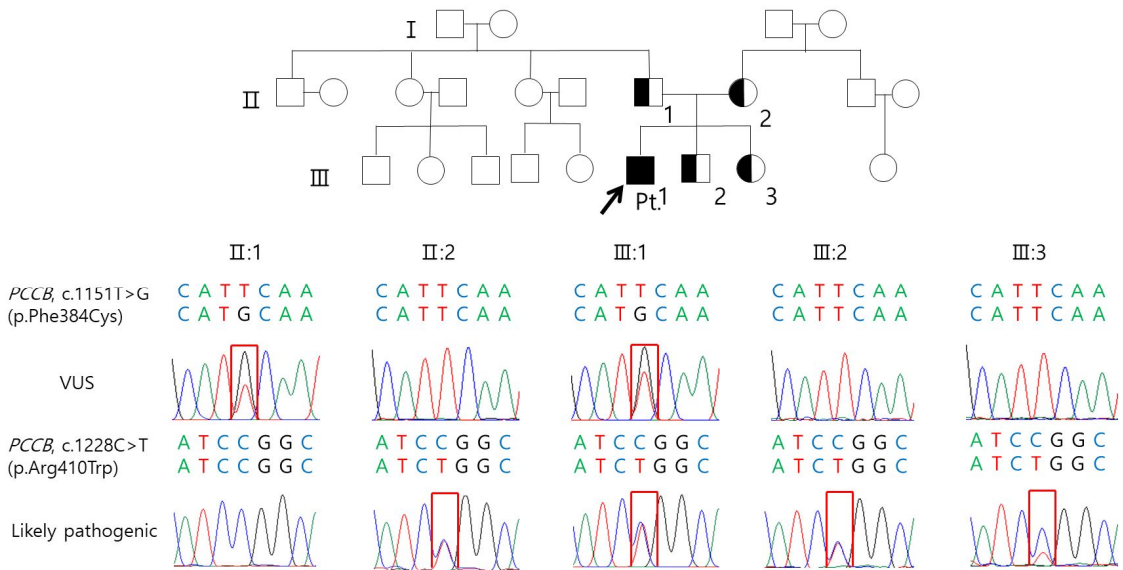 I
II
1
2
III
Pt.1
2
3
II:1 II:2 III:1 III:2 III:3
PCCB, c.1151T>G
(p.Phe384Cys)
C A T T C A A C A T T C A A C A T T C A A C A T T C A A C A T T C A A
C A T G C A A C A T T C A A C A T G C A A C A T T C A A C A T T C A A
VUS
PCCB, c.1228C>T
(p.Arg410Trp)
A T C C G G C A T C C G G C A T C C G G C A T C C G G C A T C C G G C
A T C C G G C A T C T G G C A T C T G G C A T C T G G C A T C T G G C
Likely pathogenic